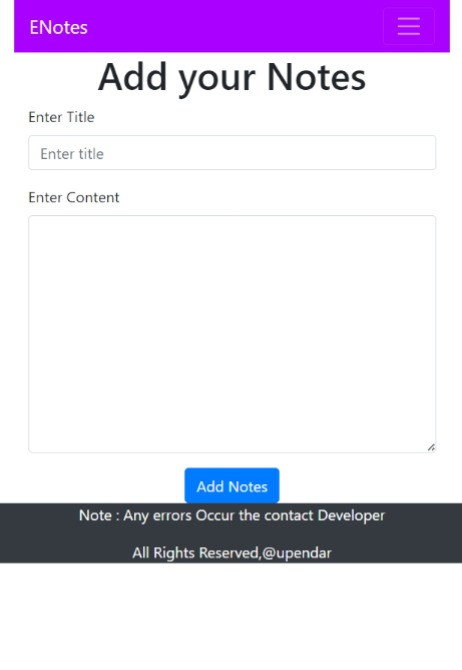 ENotes
Add your Notes
Enter Title
Enter title
Enter Content
Add Notes
Note : Any errors Occur the contact Developer
All Rights Reserved,@upendar